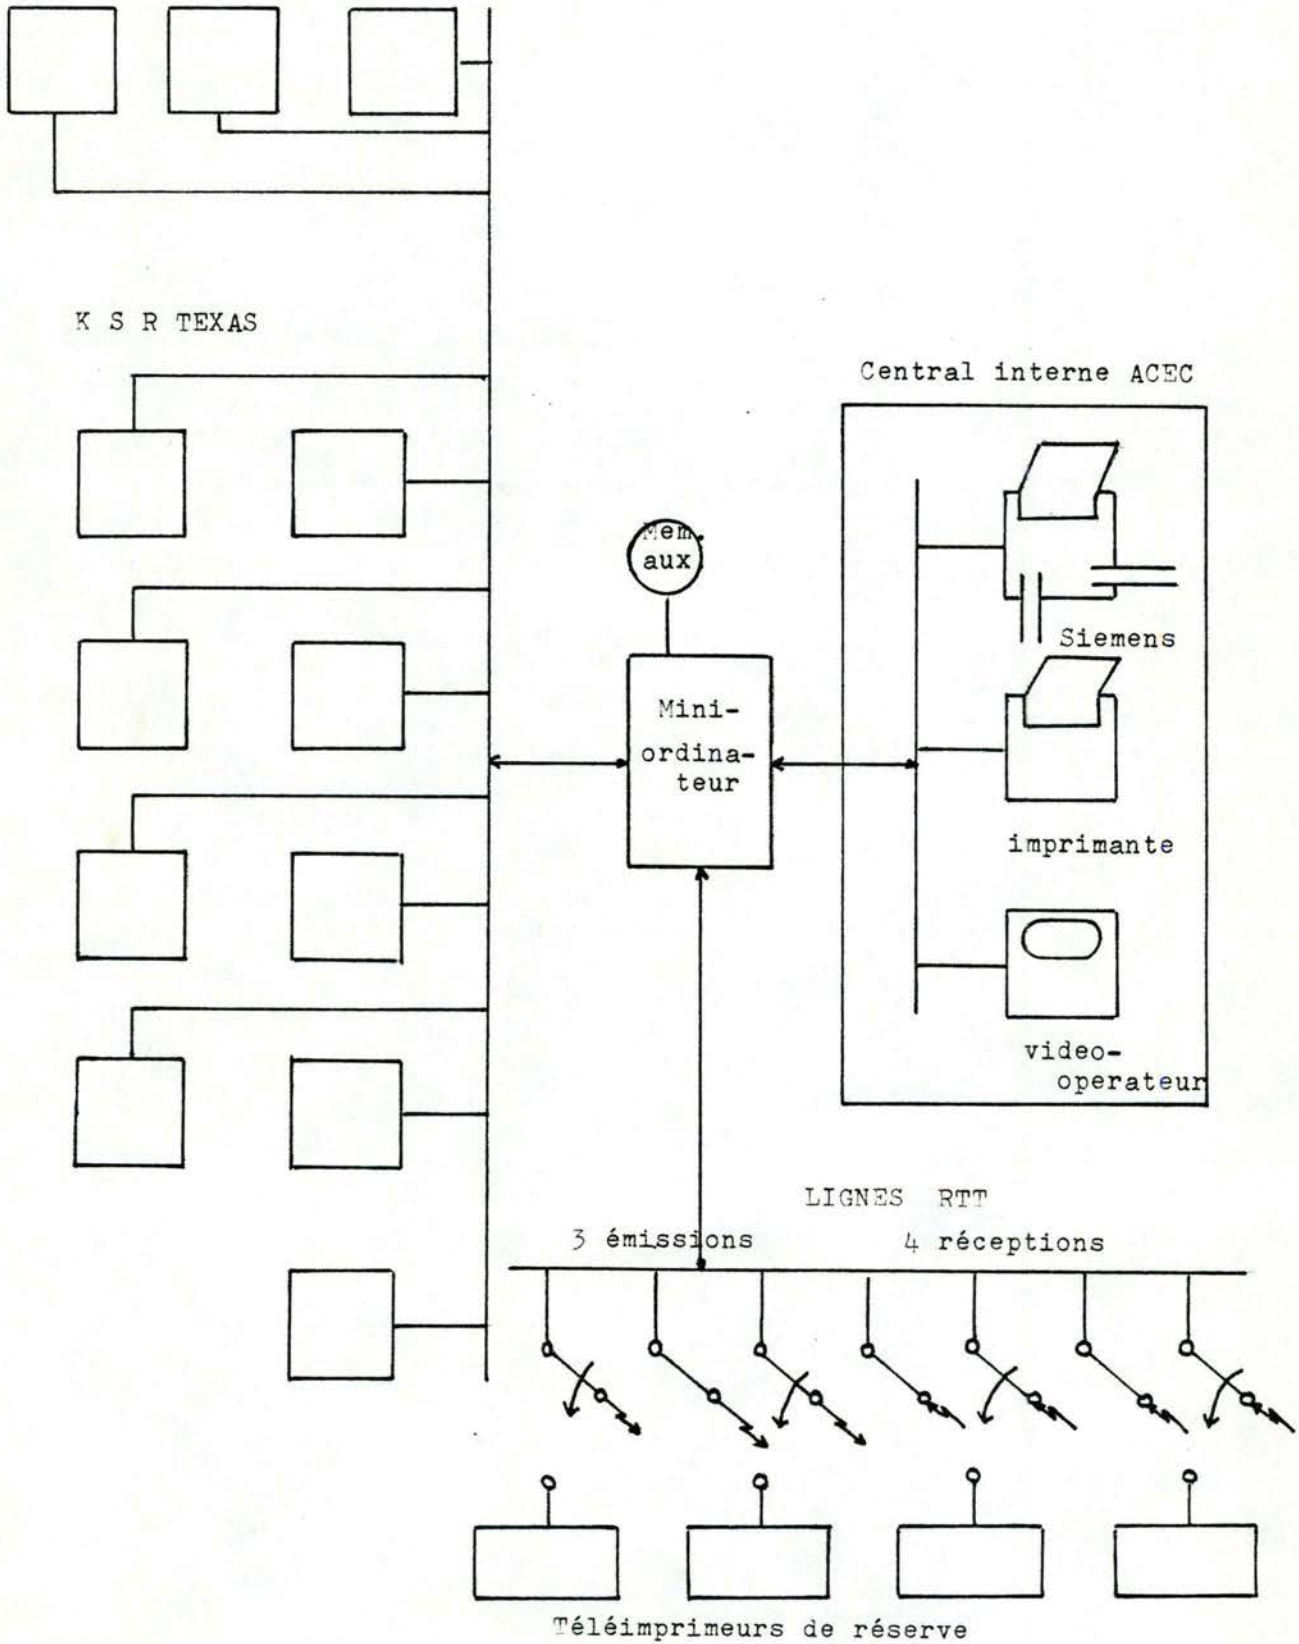 K S R TEXAS
Central interne ACEC
Mem.
aux
Siemens
Mini-
ordina-
teur
imprimante
video-
operateur
LIGNES RTT
3 émissions
4 réceptions
Téléimprimeurs de réserve